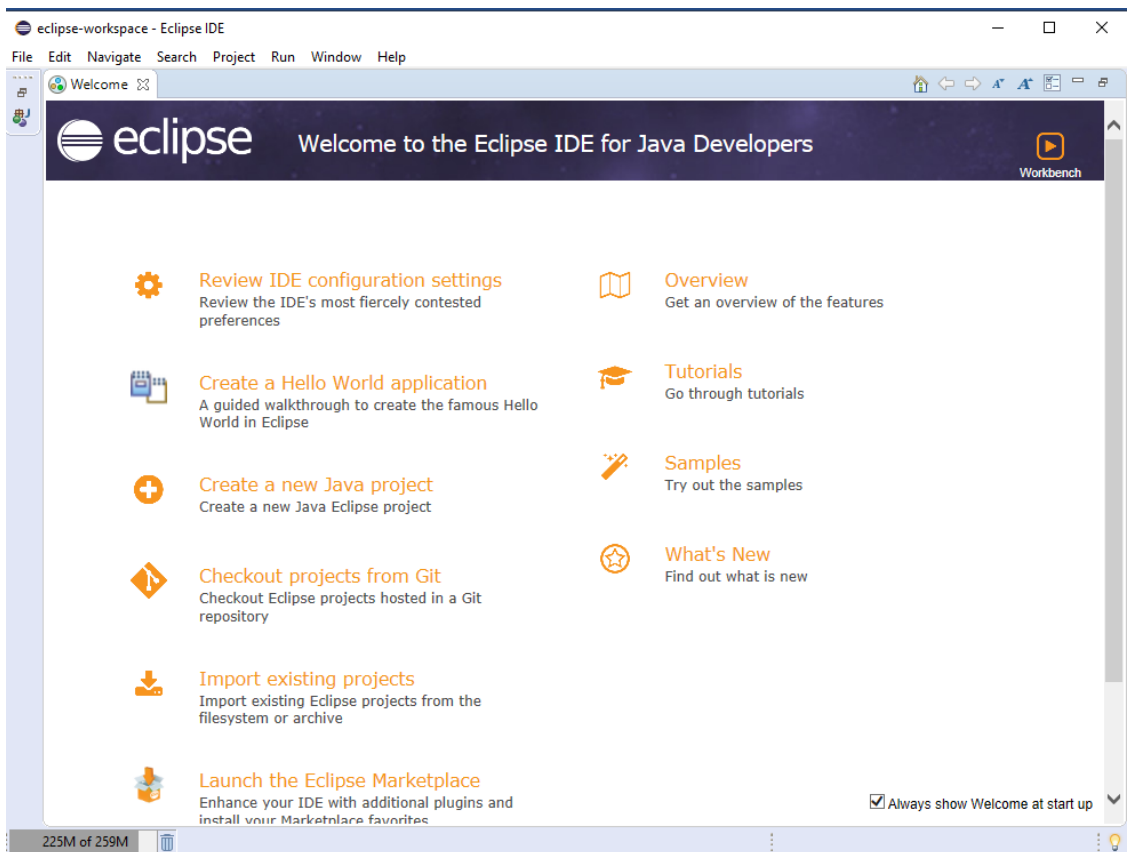 eclipse-workspace - Eclipse IDE
File Edit Navigate Search Project Run Window Help
Welcome
eclipse
Welcome to the Eclipse IDE for Java Developers
Workbench
Review IDE configuration settings
Review the IDE's most fiercely contested
preferences
Create a Hello World application
A guided walkthrough to create the famous Hello
World in Eclipse
Create a new Java project
Create a new Java Eclipse project
Checkout projects from Git
Checkout Eclipse projects hosted in a Git
repository
Import existing projects
Import existing Eclipse projects from the
filesystem or archive
Launch the Eclipse Marketplace
Enhance your IDE with additional plugins and
install your Marketplace favorites
Overview
Get an overview of the features
Tutorials
Go through tutorials
Samples
Try out the samples
What's New
Find out what is new
Always show Welcome at start up
225M of 259M